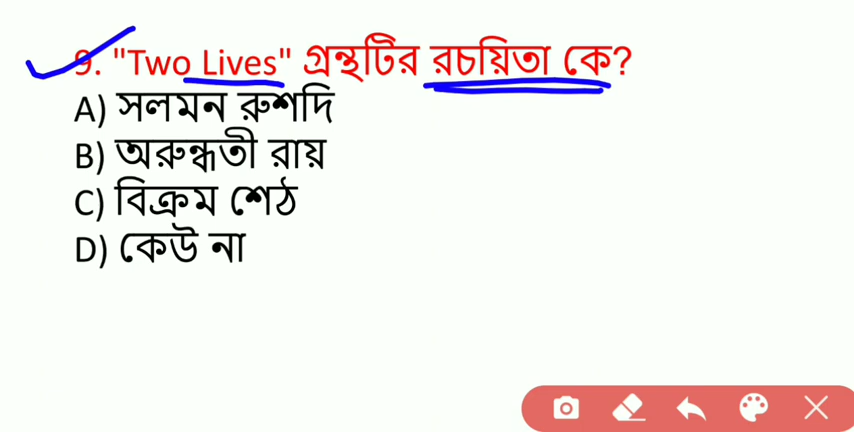 9. "Two Lives" গ্রন্থটির রচয়িতা কে?
A) সলমন রুশদি
B) অরুন্ধতী রায়
C) বিক্রম শেঠ
D) কেউ না